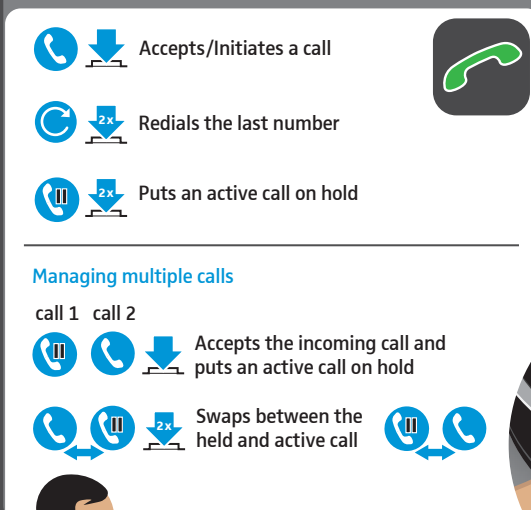 Accepts/Initiates a call
2x Redials the last number
2x Puts an active call on hold
Managing multiple calls
call 1 call 2
Accepts the incoming call and
puts an active call on hold
2x Swaps between the
held and active call